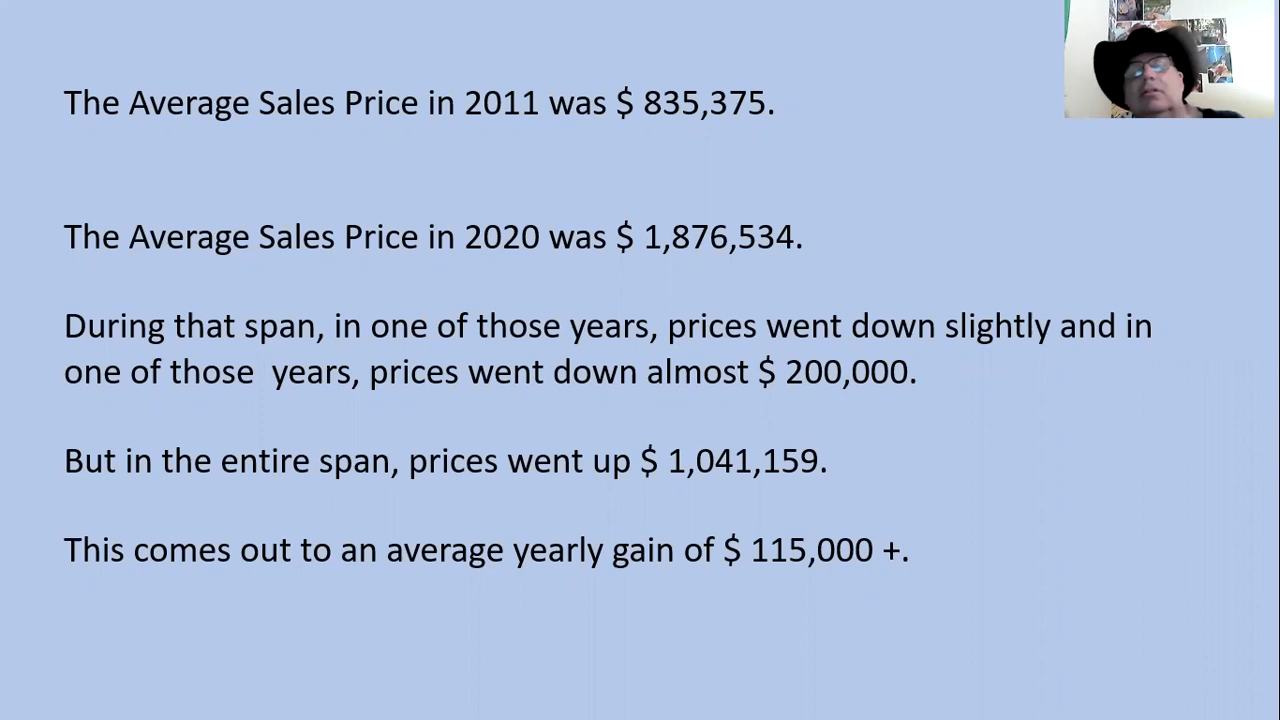 The Average Sales Price in 2011 was $ 835,375.
The Average Sales Price in 2020 was $ 1,876,534.
During that span, in one of those years, prices went down slightly and in
one of those  years, prices went down almost $ 200,000.
But in the entire span, prices went up $ 1,041,159.
This comes out to an average yearly gain of $ 115,000 +.